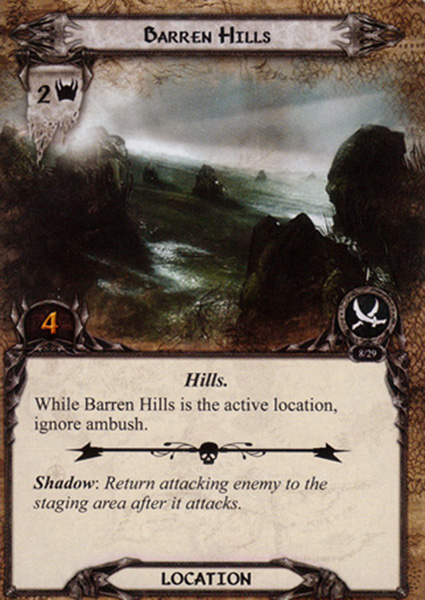 BARREN HILLS
2
4
8/29
Hills.
While Barren Hills is the active location,
ignore ambush.
Shadow: Return attacking enemy to the
staging area after it attacks.
LOCATION